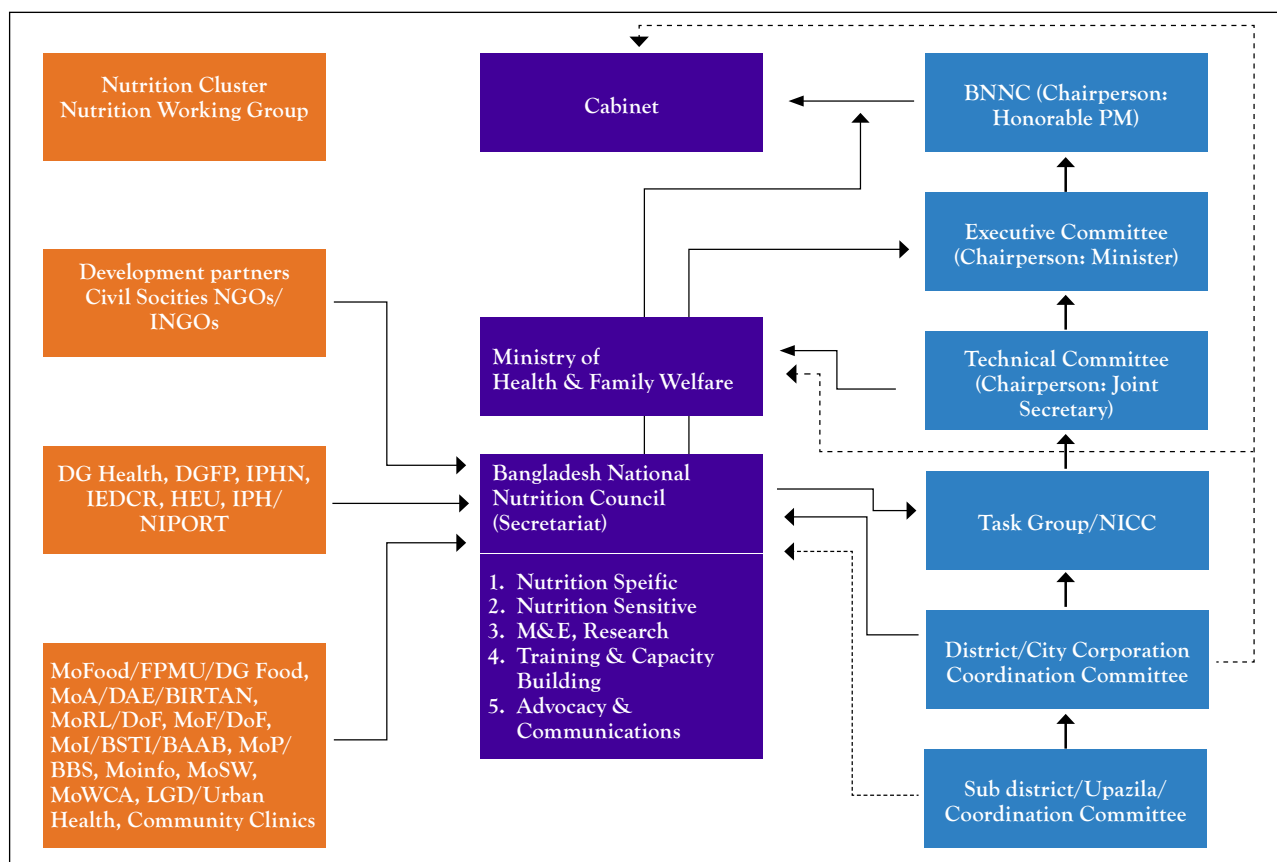 Nutrition Cluster
Nutrition Working Group
Development partners
Civil Socities NGOs/
INGOs
DG Health, DGFP, IPHN,
IEDCR, HEU, IPH/
NIPORT
MoFood/FPMU/DG Food,
MoA/DAE/BIRTAN,
MoRL/DoF, MoF/DoF,
MoI/BSTI/BAAB, MoP/
BBS, Moinfo, MoSW,
MoWCA, LGD/Urban
Health, Community Clinics
Cabinet
Ministry of
Health & Family Welfare
Bangladesh National
Nutrition Council
(Secretariat)
1. Nutrition Speific
2. Nutrition Sensitive
3. M&E, Research
4. Training & Capacity
Building
5. Advocacy &
Communications
BNNC (Chairperson:
Honorable PM)
Executive Committee
(Chairperson: Minister)
Technical Committee
(Chairperson: Joint
Secretary)
Task Group/NICC
District/City Corporation
Coordination Committee
Sub district/Upazila/
Coordination Committee